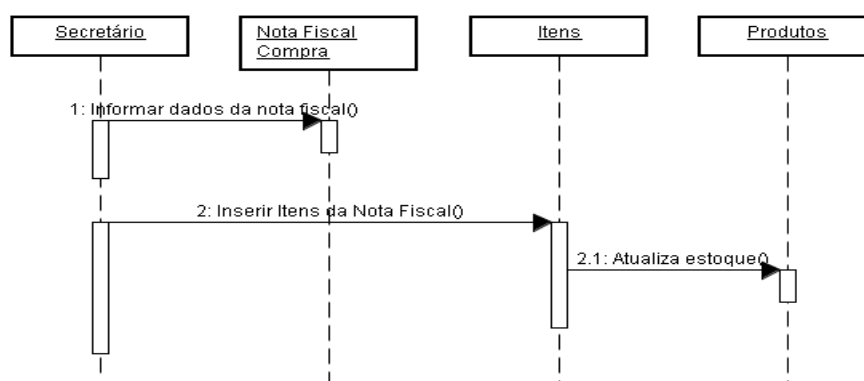 Secretário
Nota Fiscal
Compra
Itens
Produtos
1: Informar dados da nota fiscal()
2: Inserir Itens da Nota Fiscal()
2.1: Atualiza estoque()